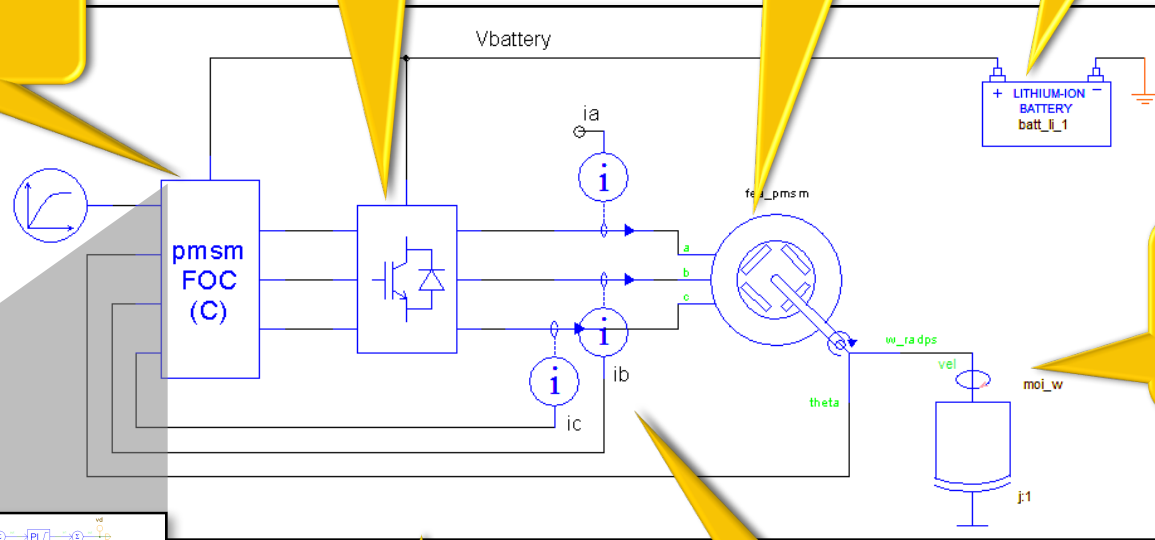 Vbattery
+ LITHIUM-ION −
BATTERY
batt_li_1
ia
i
pmsm
FOC
(C)
a
b
c
i
ib
i
ic
w_radps
vel
moi_w
theta
j:1
PI
vd